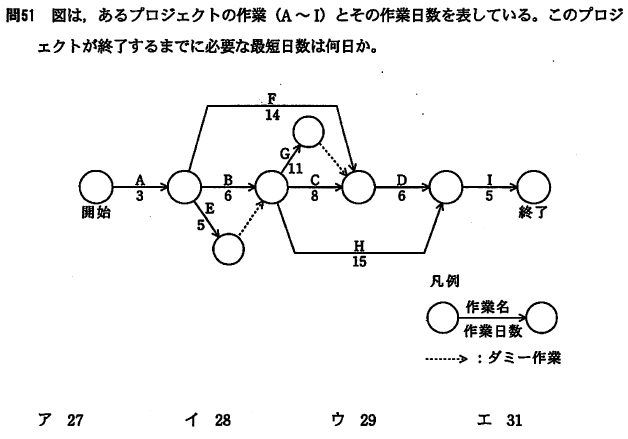 問51 図は,あるプロジェクトの作業(A~I)とその作業日数を表している。このプロジ
ェクトが終了するまでに必要な最短日数は何日か。
F
14
G
11
A
3
B
6
C
8
D
6
I
5
開始
E
5
終了
H
15
凡例
作業名
作業日数
:ダミー作業
ア 27 イ 28 ウ 29 エ 31